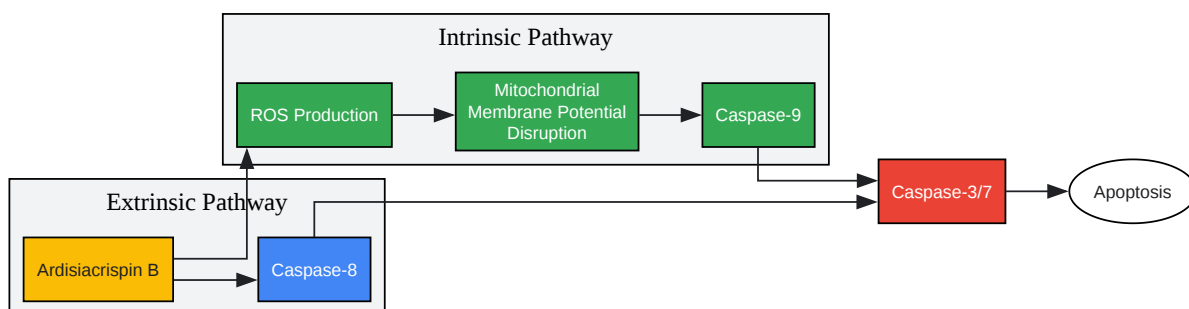 Intrinsic Pathway
ROS Production
Mitochondrial
Membrane Potential
Disruption
Caspase-9
Caspase-3/7
Apoptosis
Extrinsic Pathway
Ardisiacrispin B
Caspase-8